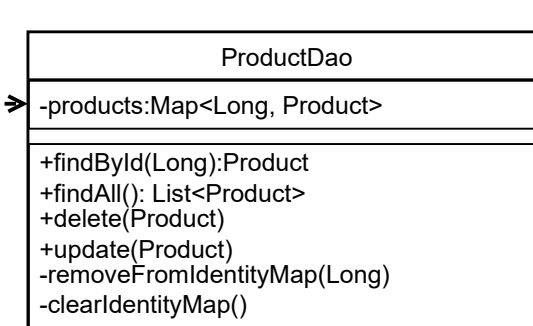 ProductDao
-products:Map<Long, Product>
+findById(Long):Product
+findAll(): List<Product>
+delete(Product)
+update(Product)
-removeFromIdentityMap(Long)
-clearIdentityMap()